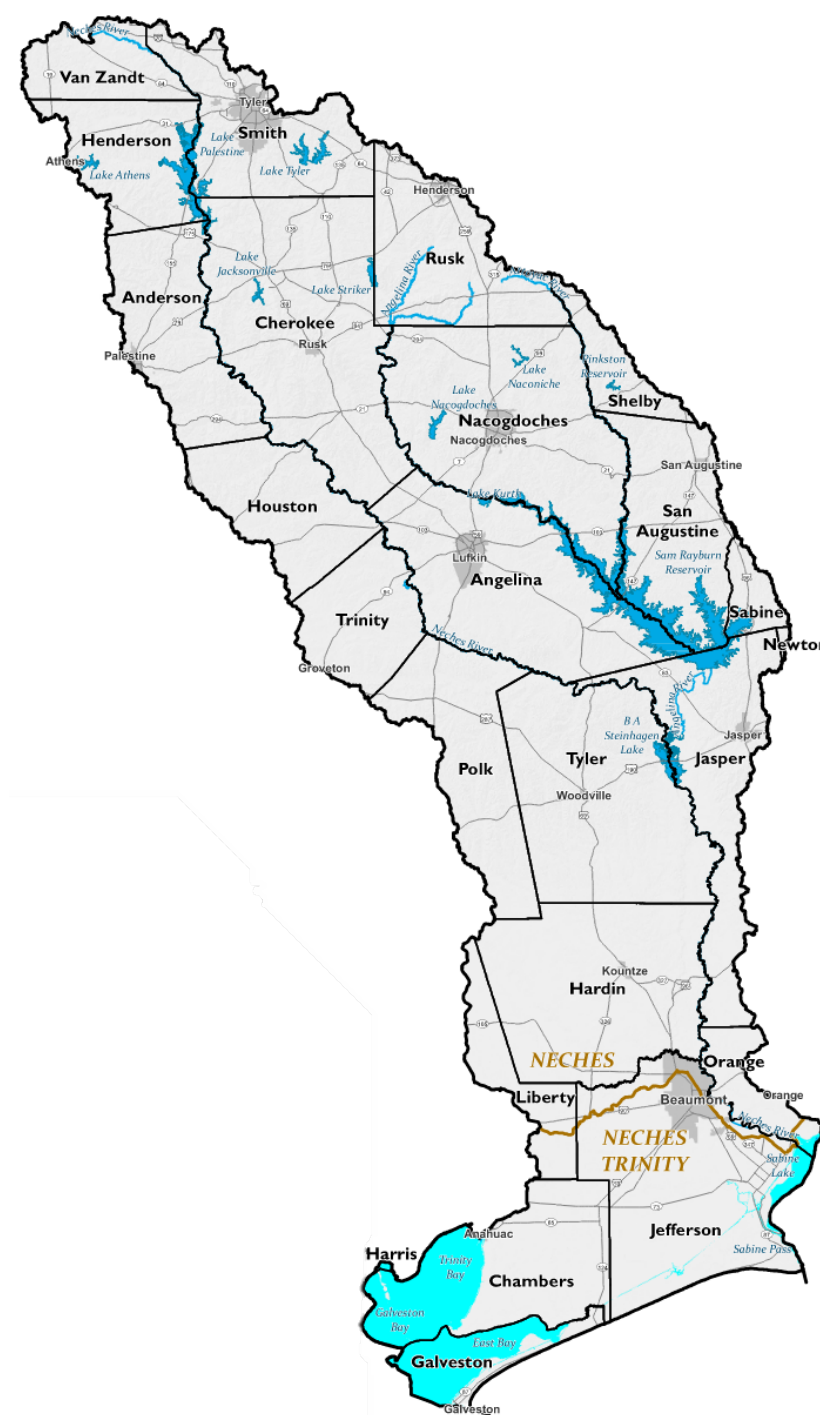 Neches River
Van Zandt
Tyler
Smith
Henderson
Lake
Palestine
Athens
Lake Athens
Lake Tyler
Henderson
Rusk
Lake
Jacksonville
Angelina River
Lake Striker
Anderson
Cherokee
Rusk
Palestine
Pinkston
Reservoir
Lake
Naconiche
Shelby
Lake
Nacogdoches
Nacogdoches
Nacogdoches
San Augustine
Lake Kurth
Houston
San
Augustine
Lufkin
Angelina
Sam Rayburn
Reservoir
Sabine
Trinity
Neches River
Newton
Groveton
Angelina River
B A
Steinhagen
Lake
Jasper
Tyler
Jasper
Polk
Woodville
Kountze
Hardin
NECHES
Orange
Liberty
Beaumont
Orange
Neches River
NECHES
TRINITY
Sabine
Lake
Jefferson
Anahuac
Harris
Trinity
Bay
Sabine Pass
Chambers
Galveston
Bay
East Bay
Galveston
Galveston